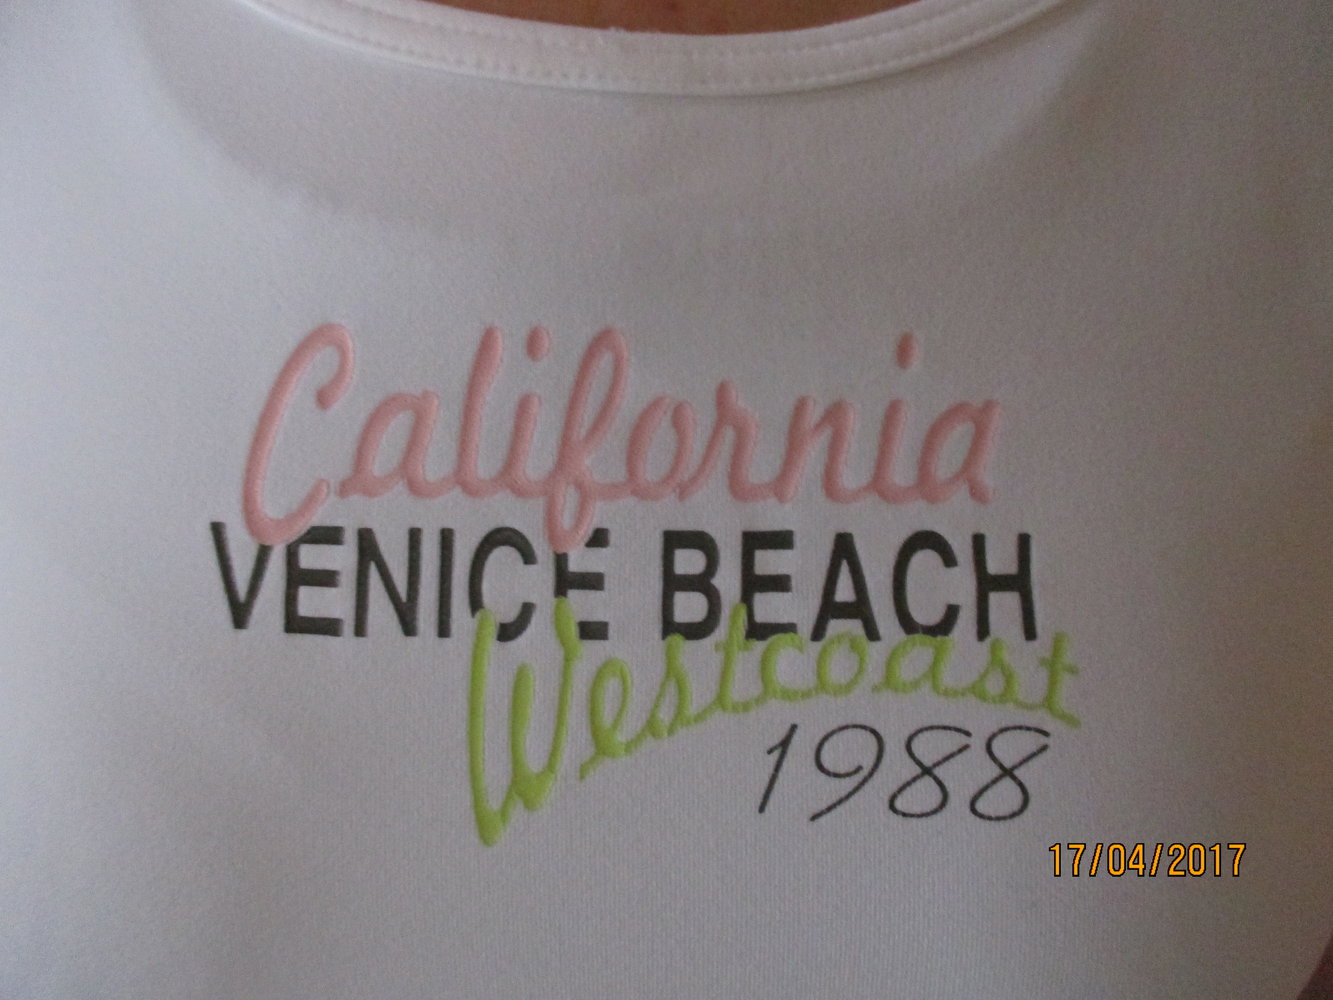 California
VENICE BEACH
Westcoast
1988
17/04/2017